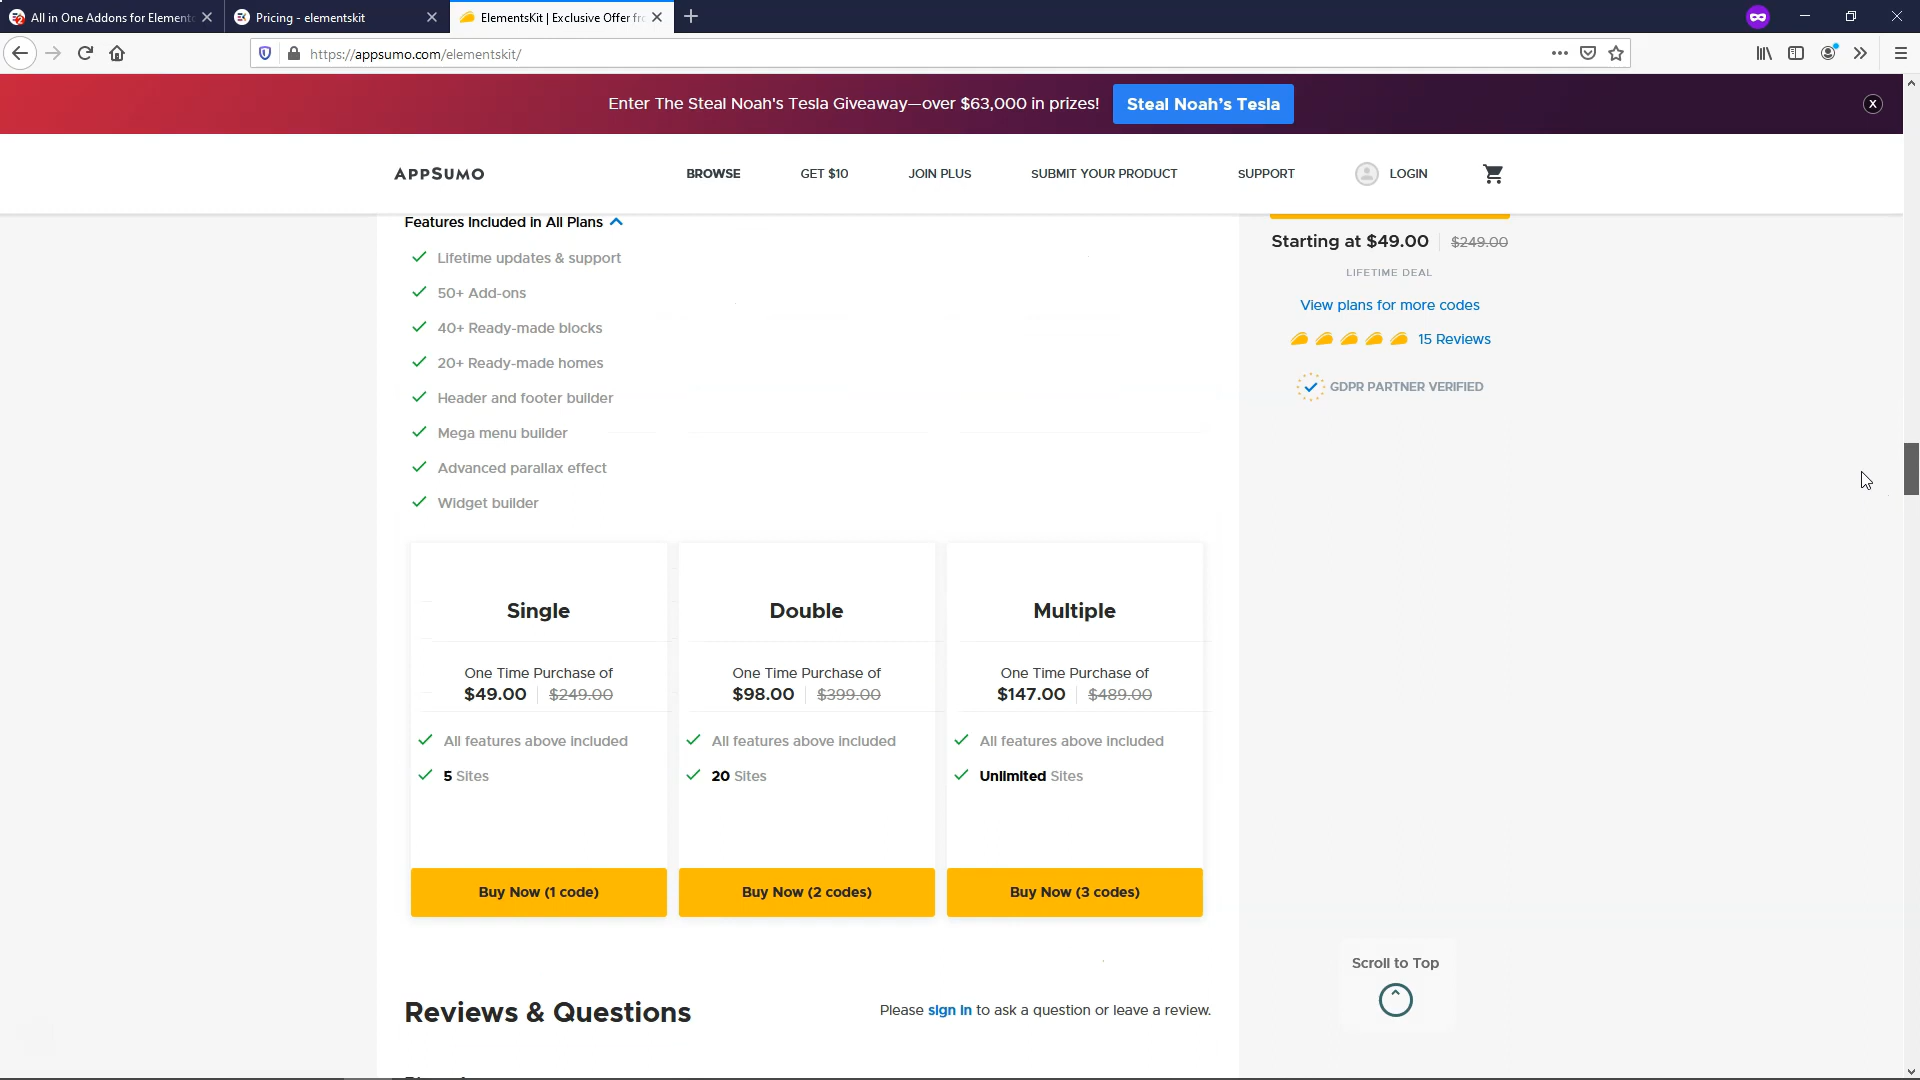 All in One Addons for Element
Pricing - elementskit
ElementsKit | Exclusive Offer fr
https://appsumo.com/elementskit/
Enter The Steal Noah's Tesla Giveaway—over $63,000 in prizes!
Steal Noah's Tesla
X
APPSUMO
BROWSE
GET $10
JOIN PLUS
SUBMIT YOUR PRODUCT
SUPPORT
LOGIN
Features Included in All Plans
Lifetime updates & support
50+ Add-ons
40+ Ready-made blocks
20+ Ready-made homes
Header and footer builder
Mega menu builder
Advanced parallax effect
Widget builder
Starting at $49.00
$249.00
LIFETIME DEAL
View plans for more codes
15 Reviews
GDPR PARTNER VERIFIED
Single
One Time Purchase of
$49.00 $249.00
All features above included
5 Sites
Buy Now (1 code)
Double
One Time Purchase of
$98.00 $399.00
All features above included
20 Sites
Buy Now (2 codes)
Multiple
One Time Purchase of
$147.00 $489.00
All features above included
Unlimited Sites
Buy Now (3 codes)
Scroll to Top
Reviews & Questions
Please sign in to ask a question or leave a review.